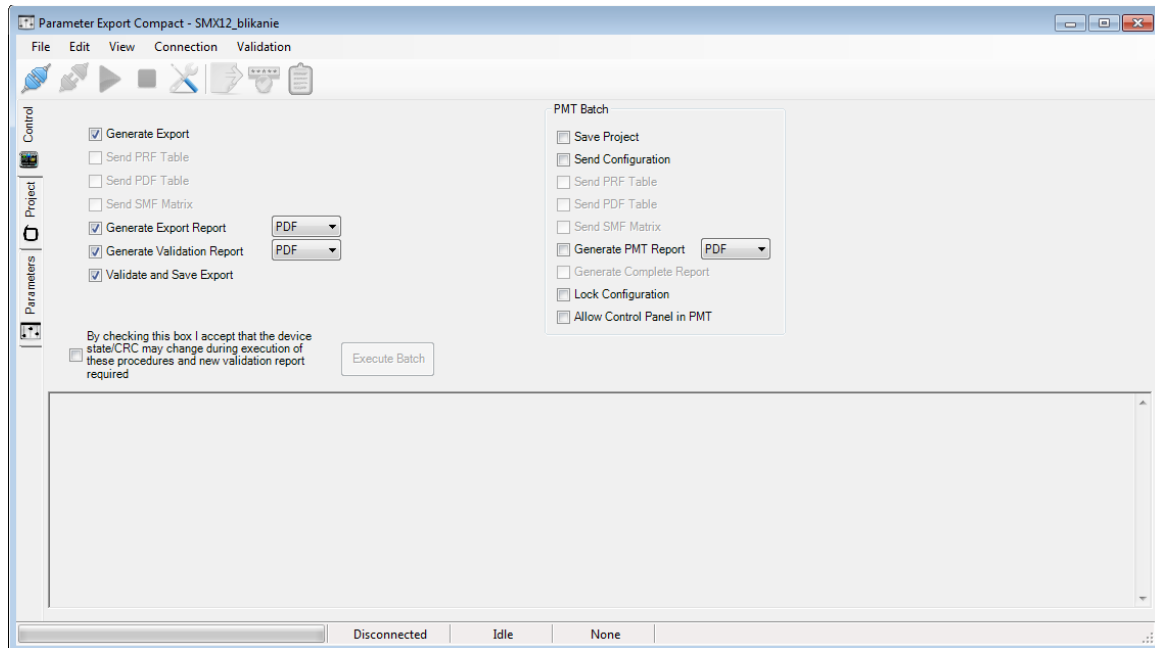 Parameter Export Compact - SMX12_blikanie
File Edit View Connection Validation
Control
Project
Parameters
Generate Export
Send PRF Table
Send PDF Table
Send SMF Matrix
Generate Export Report PDF
Generate Validation Report PDF
Validate and Save Export
By checking this box I accept that the device
state/CRC may change during execution of
these procedures and new validation report
required
Execute Batch
PMT Batch
Save Project
Send Configuration
Send PRF Table
Send PDF Table
Send SMF Matrix
Generate PMT Report PDF
Generate Complete Report
Lock Configuration
Allow Control Panel in PMT
Disconnected Idle None